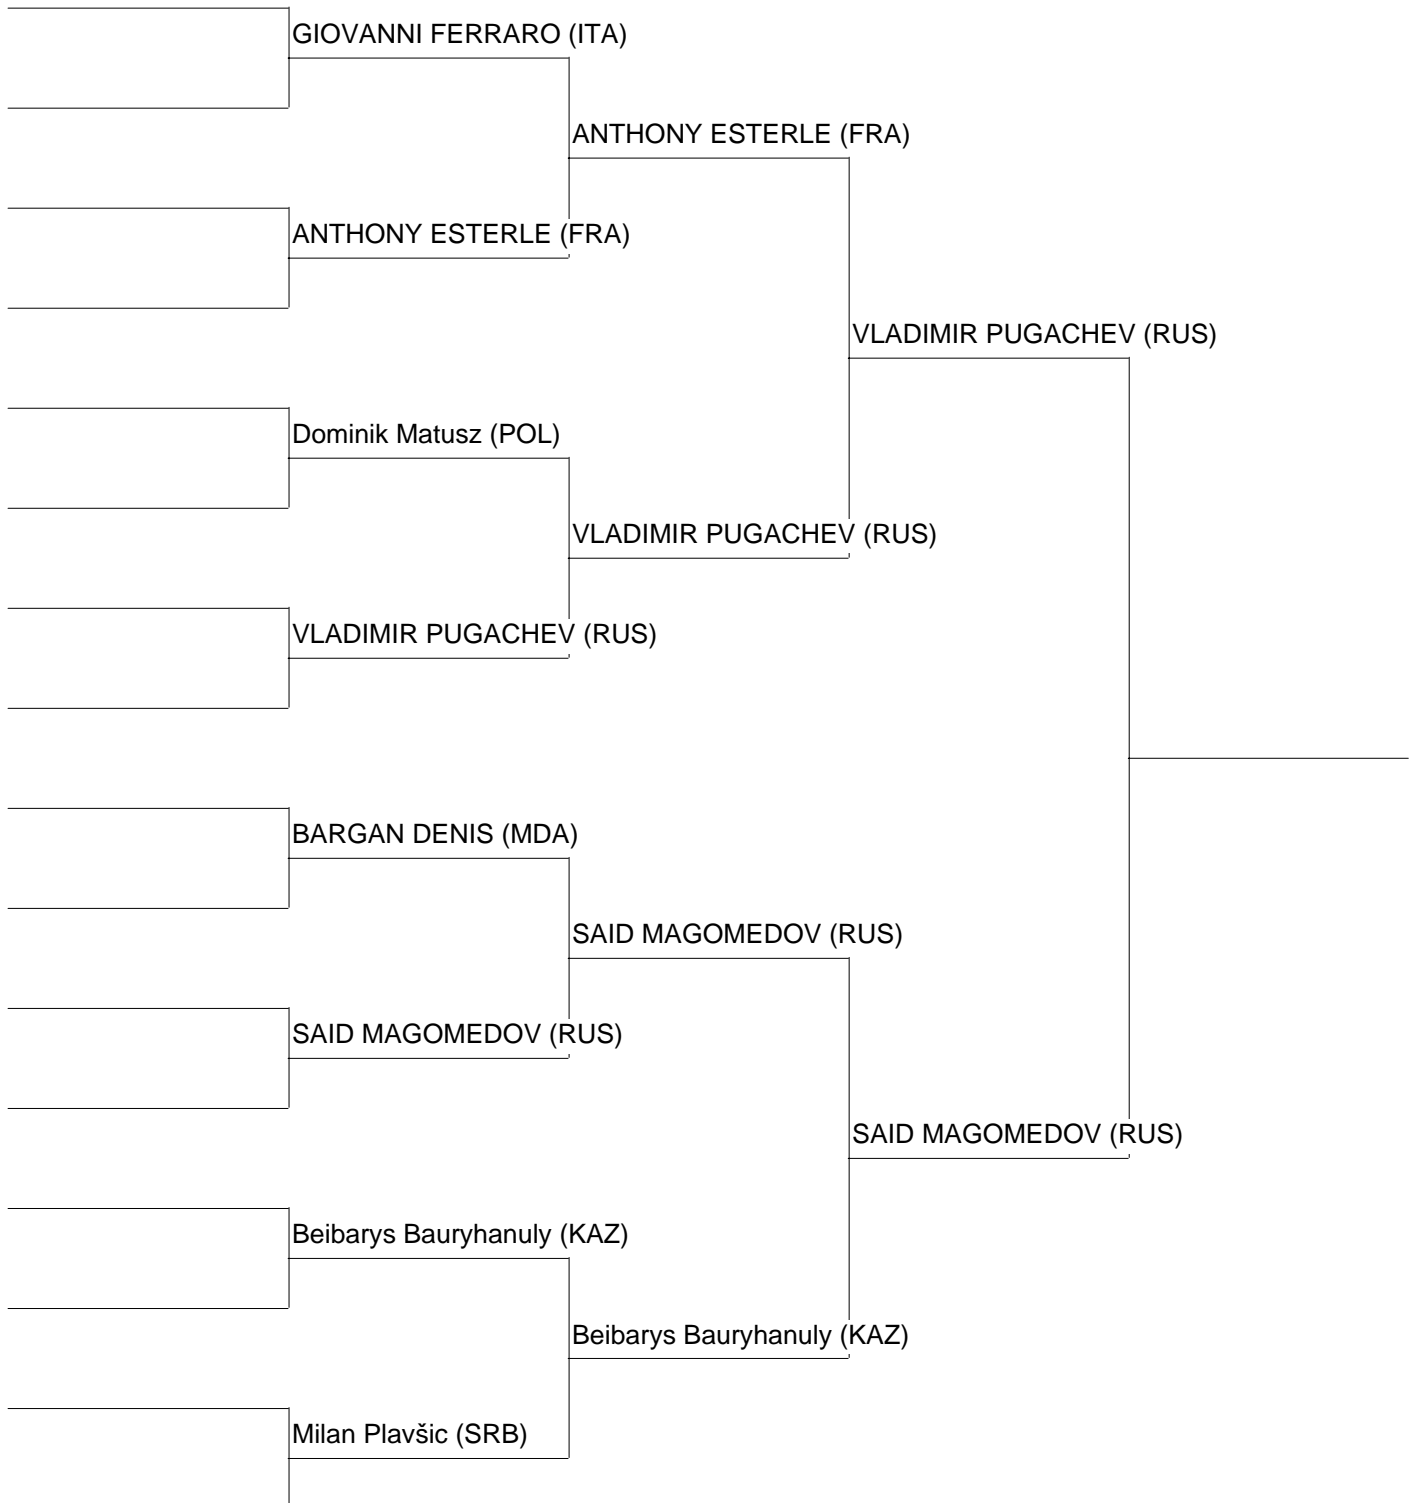 GIOVANNI FERRARO (ITA)
ANTHONY ESTERLE (FRA)
ANTHONY ESTERLE (FRA)
VLADIMIR PUGACHEV (RUS)
Dominik Matusz (POL)
VLADIMIR PUGACHEV (RUS)
VLADIMIR PUGACHEV (RUS)
BARGAN DENIS (MDA)
SAID MAGOMEDOV (RUS)
SAID MAGOMEDOV (RUS)
SAID MAGOMEDOV (RUS)
Beibarys Bauryhanuly (KAZ)
Beibarys Bauryhanuly (KAZ)
Milan Plavšic (SRB)